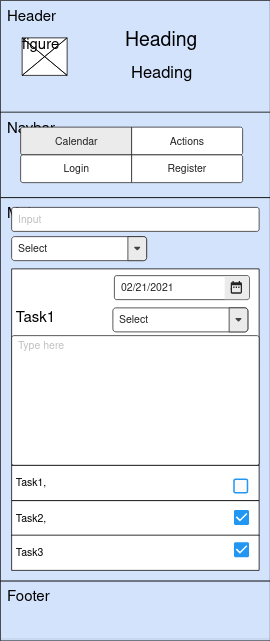 Header
figure
Heading
Heading
Navbar
Calendar
Actions
Login
Register
Input
Select
02/21/2021
Task1
Select
Type here
Task1,
Task2,
Task3
Footer